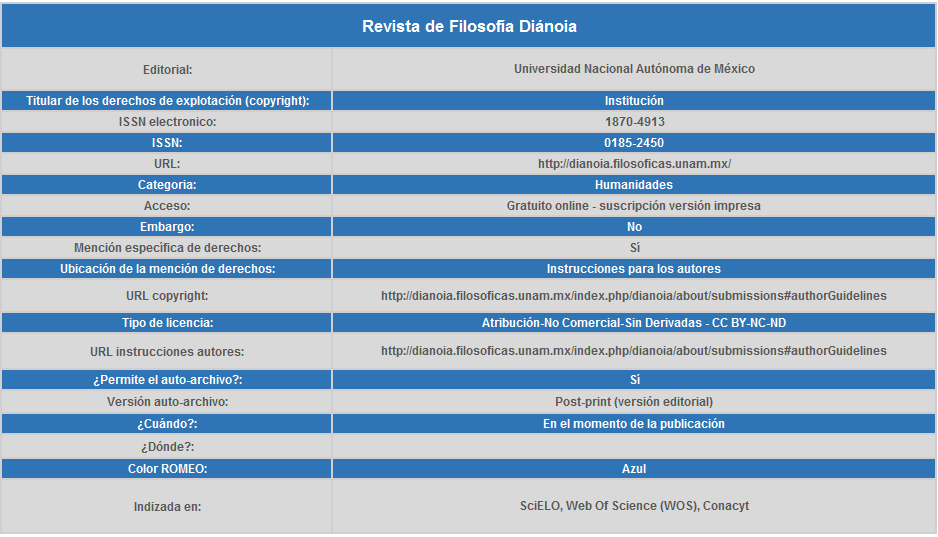 Revista de Filosofía Diánoia
Editorial: Universidad Nacional Autónoma de México
Titular de los derechos de explotación (copyright): Institución
ISSN electronico: 1870-4913
ISSN: 0185-2450
URL: http://dianoia.filosoficas.unam.mx/
Categoria: Humanidades
Acceso: Gratuito online - suscripción versión impresa
Embargo: No
Mención específica de derechos: Sí
Ubicación de la mención de derechos: Instrucciones para los autores
URL copyright: http://dianoia.filosoficas.unam.mx/index.php/dianoia/about/submissions#authorGuidelines
Tipo de licencia: Atribución-No Comercial-Sin Derivadas - CC BY-NC-ND
URL instrucciones autores: http://dianoia.filosoficas.unam.mx/index.php/dianoia/about/submissions#authorGuidelines
¿Permite el auto-archivo?: Sí
Versión auto-archivo: Post-print (versión editorial)
¿Cuándo?: En el momento de la publicación
¿Dónde?:
Color ROMEO: Azul
Indizada en: SciELO, Web Of Science (WOS), Conacyt